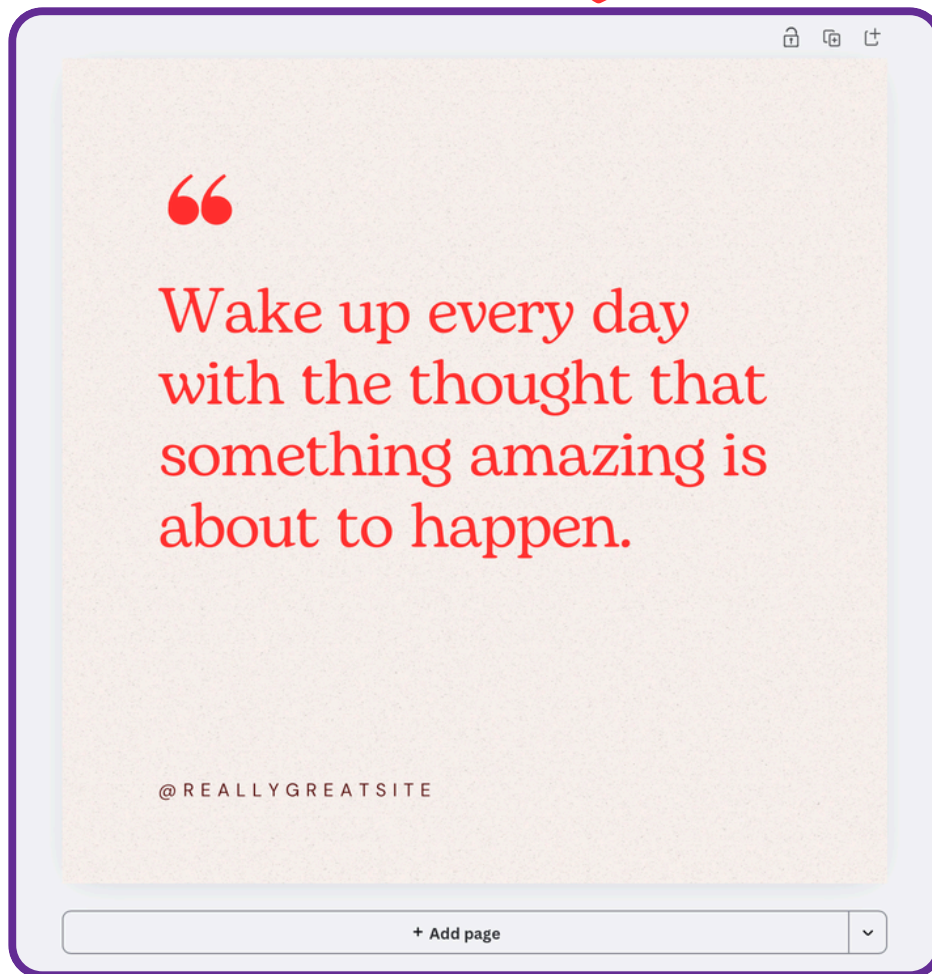 “
Wake up every day
with the thought that
something amazing is
about to happen.
@REALLYGREATSITE
+ Add page